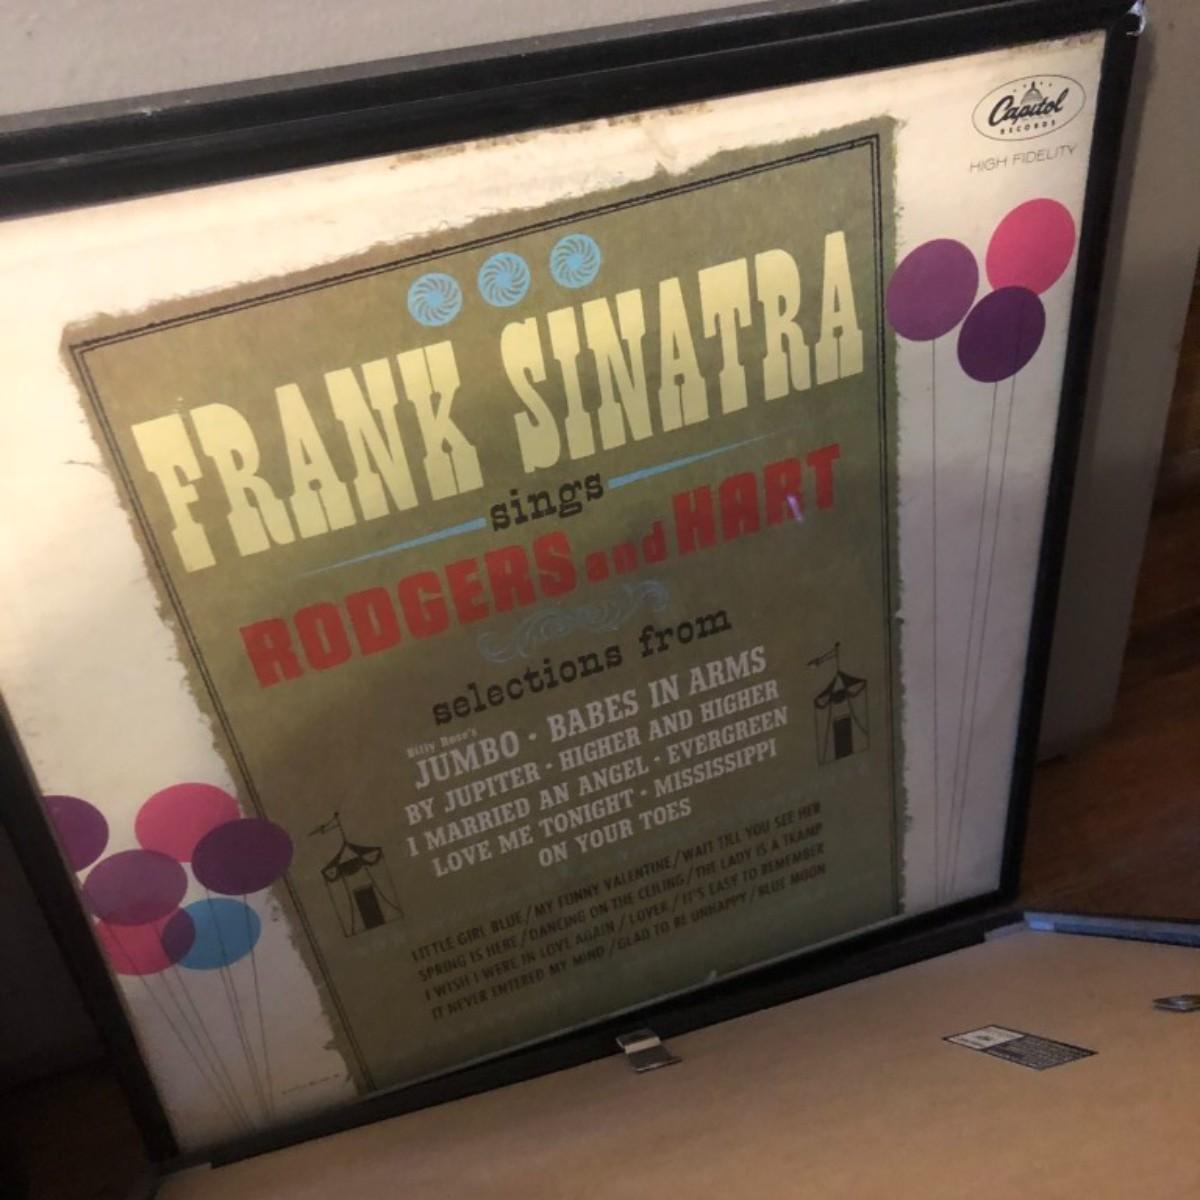 Capitol
RECORDS
HIGH FIDELITY
FRANK SINATRA
sings
RODGERS and HART
selections from
Billy Rose's
JUMBO · BABES IN ARMS
BY JUPITER · HIGHER AND HIGHER
I MARRIED AN ANGEL · EVERGREEN
LOVE ME TONIGHT · MISSISSIPPI
ON YOUR TOES
LITTLE GIRL BLUE / MY FUNNY VALENTINE / WAIT TILL YOU SEE HER
SPRING IS HERE / DANCING ON THE CEILING / THE LADY IS A TRAMP
I WISH I WERE IN LOVE AGAIN / LOVER / IT'S EASY TO REMEMBER
IT NEVER ENTERED MY MIND / GLAD TO BE UNHAPPY / BLUE MOON